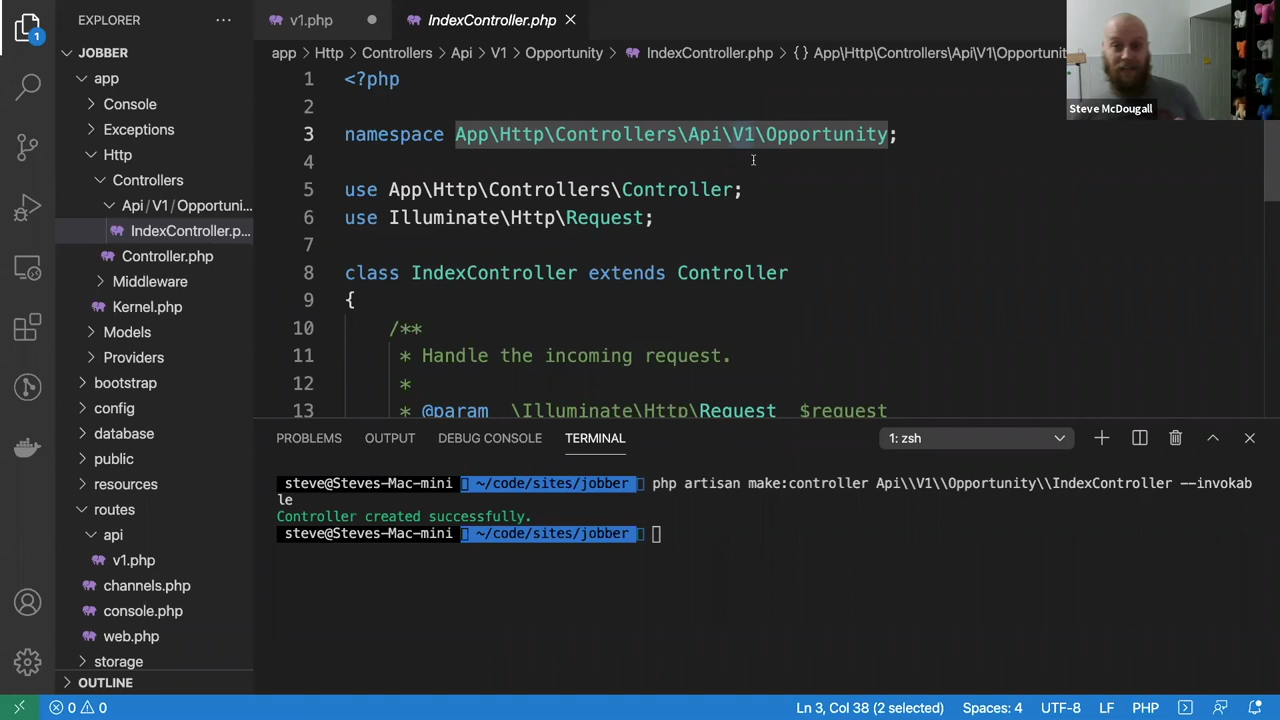 EXPLORER
JOBBER
app
Console
Exceptions
Http
Controllers
Api/V1/Opportuni...
IndexController.p...
Controller.php
Middleware
Kernel.php
Models
Providers
bootstrap
config
database
public
resources
routes
api
v1.php
channels.php
console.php
web.php
storage
OUTLINE
1
v1.php
IndexController.php
app > Http > Controllers > Api > V1 > Opportunity > IndexController.php > {} App\Http\Controllers\Api\V1\Opportun
Steve McDougall
1 <?php
2
3 namespace App\Http\Controllers\Api\V1\Opportunity;
4
5 use App\Http\Controllers\Controller;
6 use Illuminate\Http\Request;
7
8 class IndexController extends Controller
9 {
10 /**
11 * Handle the incoming request.
12 *
13 * @param \Illuminate\Http\Request $request
PROBLEMS OUTPUT DEBUG CONSOLE TERMINAL 1: zsh
steve@Steves-Mac-mini ~/code/sites/jobber php artisan make:controller Api\\V1\\Opportunity\\IndexController --invokab
le
Controller created successfully.
steve@Steves-Mac-mini ~/code/sites/jobber
0 0 Ln 3, Col 38 (2 selected) Spaces: 4 UTF-8 LF PHP